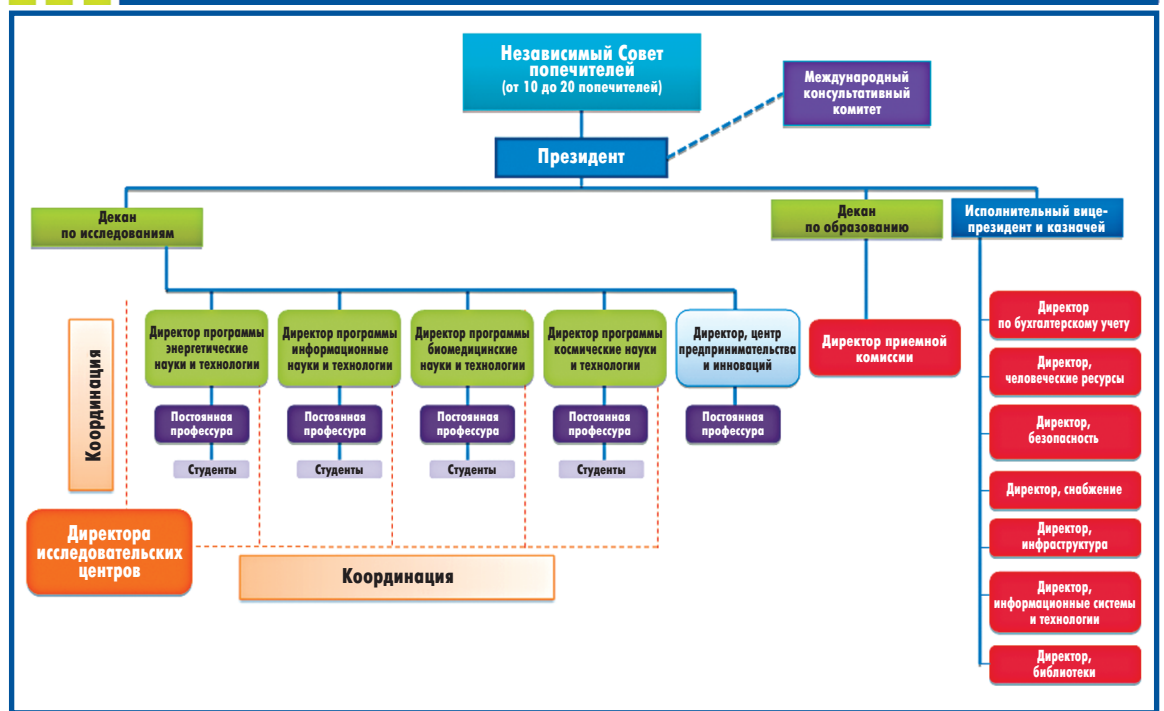 Независимый Совет
попечителей
(от 10 до 20 попечителей)
Международный
консультативный
комитет
Президент
Декан
по исследованиям
Декан
по образованию
Исполнительный вице-
президент и казначей
Директор программы
энергетические
науки и технологии
Директор программы
информационные
науки и технологии
Директор программы
биомедицинские
науки и технологии
Директор программы
космические науки
и технологии
Директор, центр
предпринимательства
и инноваций
Директор приемной
комиссии
Постоянная
профессура
Постоянная
профессура
Постоянная
профессура
Постоянная
профессура
Постоянная
профессура
Студенты
Студенты
Студенты
Студенты
Координация
Директора
исследовательских
центров
Координация
Директор
по бухгалтерскому учету
Директор,
человеческие ресурсы
Директор,
безопасность
Директор, снабжение
Директор,
инфраструктура
Директор,
информационные системы
и технологии
Директор,
библиотеки